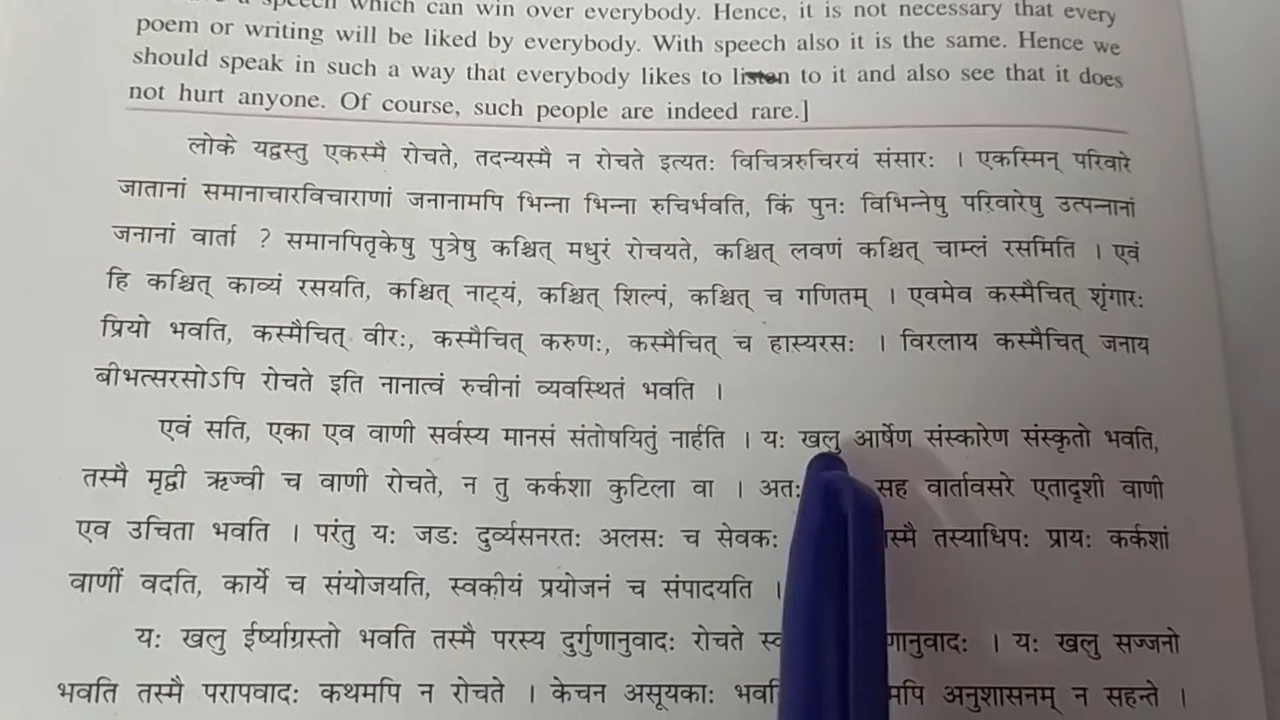 speech which can win over everybody. Hence, it is not necessary that every
poem or writing will be liked by everybody. With speech also it is the same. Hence we
should speak in such a way that everybody likes to listen to it and also see that it does
not hurt anyone. Of course, such people are indeed rare.]
लोके यद्वस्तु एकस्मै रोचते, तदन्यस्मै न रोचते इत्यतः विचित्ररुचिरयं संसारः । एकस्मिन् परिवारे
जातानां समानाचारविचाराणां जनानामपि भिन्ना भिन्ना रुचिर्भवति, किं पुनः विभिन्नेषु परिवारेषु उत्पन्नानां
जनानां वार्ता ? समानपितृकेषु पुत्रेषु कश्चित् मधुरं रोचयते, कश्चित् लवणं कश्चित् चाम्लं रसमिति । एवं
हि कश्चित् काव्यं रसयति, कश्चित् नाट्यं, कश्चित् शिल्पं, कश्चित् च गणितम् । एवमेव कस्मैचित् शृंगारः
प्रियो भवति, कस्मैचित् वीरः, कस्मैचित् करुणः, कस्मैचित् च हास्यरसः । विरलाय कस्मैचित् जनाय
बीभत्सरसोऽपि रोचते इति नानात्वं रुचीनां व्यवस्थितं भवति ।
एवं सति, एका एव वाणी सर्वस्य मानसं संतोषयितुं नार्हति । यः खलु आर्षेण संस्कारेण संस्कृतो भवति,
तस्मै मृद्वी ऋज्वी च वाणी रोचते, न तु कर्कशा कुटिला वा । अतः सह वार्तावसरे एतादृशी वाणी
एव उचिता भवति । परंतु यः जडः दुर्व्यसनरतः अलसः च सेवकः तस्याधिपः प्रायः कर्कशां
वाणीं वदति, कार्ये च संयोजयति, स्वकीयं प्रयोजनं च संपादयति ।
यः खलु ईर्ष्याग्रस्तो भवति तस्मै परस्य दुर्गुणानुवादः रोचते । यः खलु सज्जनो
भवति तस्मै परापवादः कथमपि न रोचते । केचन असूयकाः अनुशासनम् न सहन्ते ।